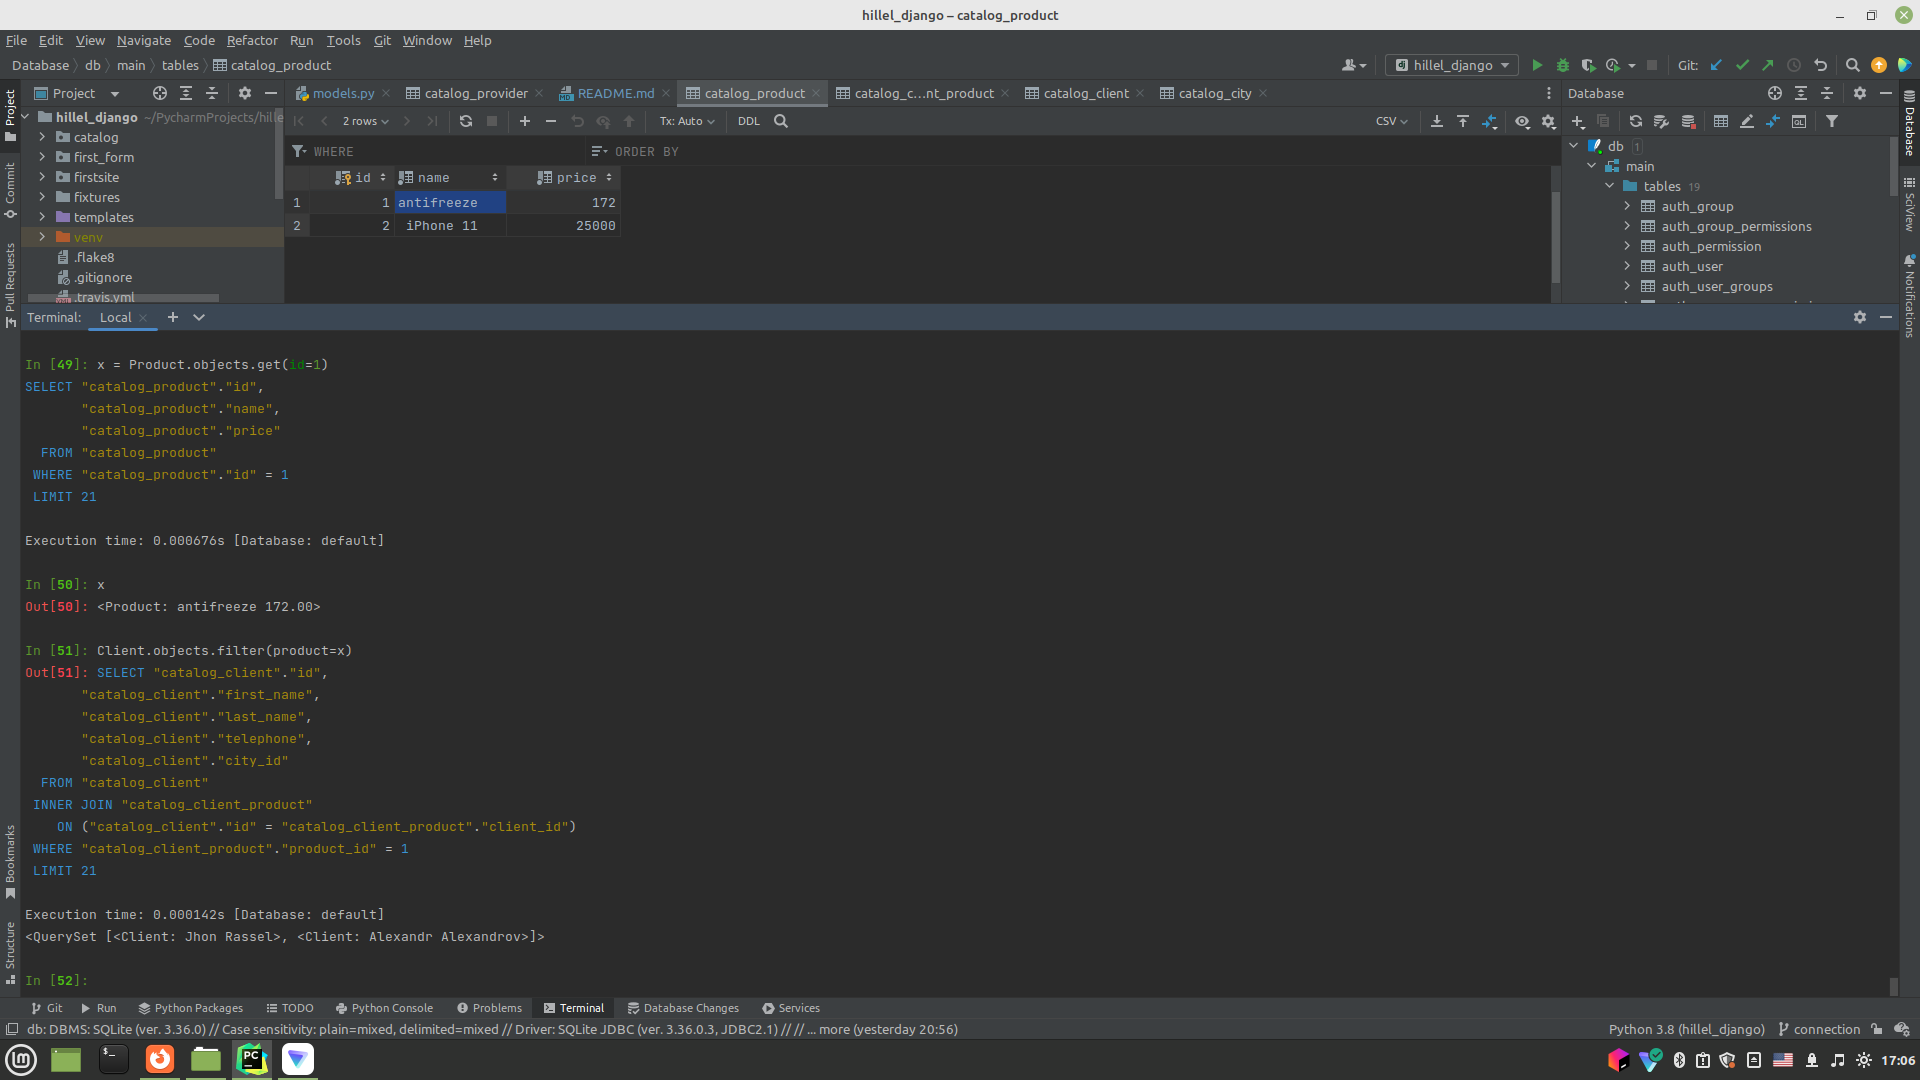 hillel_django – catalog_product
File Edit View Navigate Code Refactor Run Tools Git Window Help
Database db main tables catalog_product
hillel_django Git:
Project
models.py catalog_provider README.md catalog_product catalog_c...nt_product catalog_client catalog_city
Database
2 rows Tx: Auto DDL CSV
WHERE ORDER BY
id name price
1 1 antifreeze 172
2 2 iPhone 11 25000
hillel_django ~/PycharmProjects/hille
catalog
first_form
firstsite
fixtures
templates
venv
.flake8
.gitignore
.travis.yml
db 1
main
tables 19
auth_group
auth_group_permissions
auth_permission
auth_user
auth_user_groups
Project
Commit
Pull Requests
Bookmarks
Structure
Database
SciView
Notifications
Terminal: Local
In [49]: x = Product.objects.get(id=1)
SELECT "catalog_product"."id",
"catalog_product"."name",
"catalog_product"."price"
FROM "catalog_product"
WHERE "catalog_product"."id" = 1
LIMIT 21
Execution time: 0.000676s [Database: default]
In [50]: x
Out[50]: <Product: antifreeze 172.00>
In [51]: Client.objects.filter(product=x)
Out[51]: SELECT "catalog_client"."id",
"catalog_client"."first_name",
"catalog_client"."last_name",
"catalog_client"."telephone",
"catalog_client"."city_id"
FROM "catalog_client"
INNER JOIN "catalog_client_product"
ON ("catalog_client"."id" = "catalog_client_product"."client_id")
WHERE "catalog_client_product"."product_id" = 1
LIMIT 21
Execution time: 0.000142s [Database: default]
<QuerySet [<Client: Jhon Rassel>, <Client: Alexandr Alexandrov>]>
In [52]:
Git Run Python Packages TODO Python Console Problems Terminal Database Changes Services
db: DBMS: SQLite (ver. 3.36.0) // Case sensitivity: plain=mixed, delimited=mixed // Driver: SQLite JDBC (ver. 3.36.0.3, JDBC2.1) // // ... more (yesterday 20:56)
Python 3.8 (hillel_django) connection
17:06